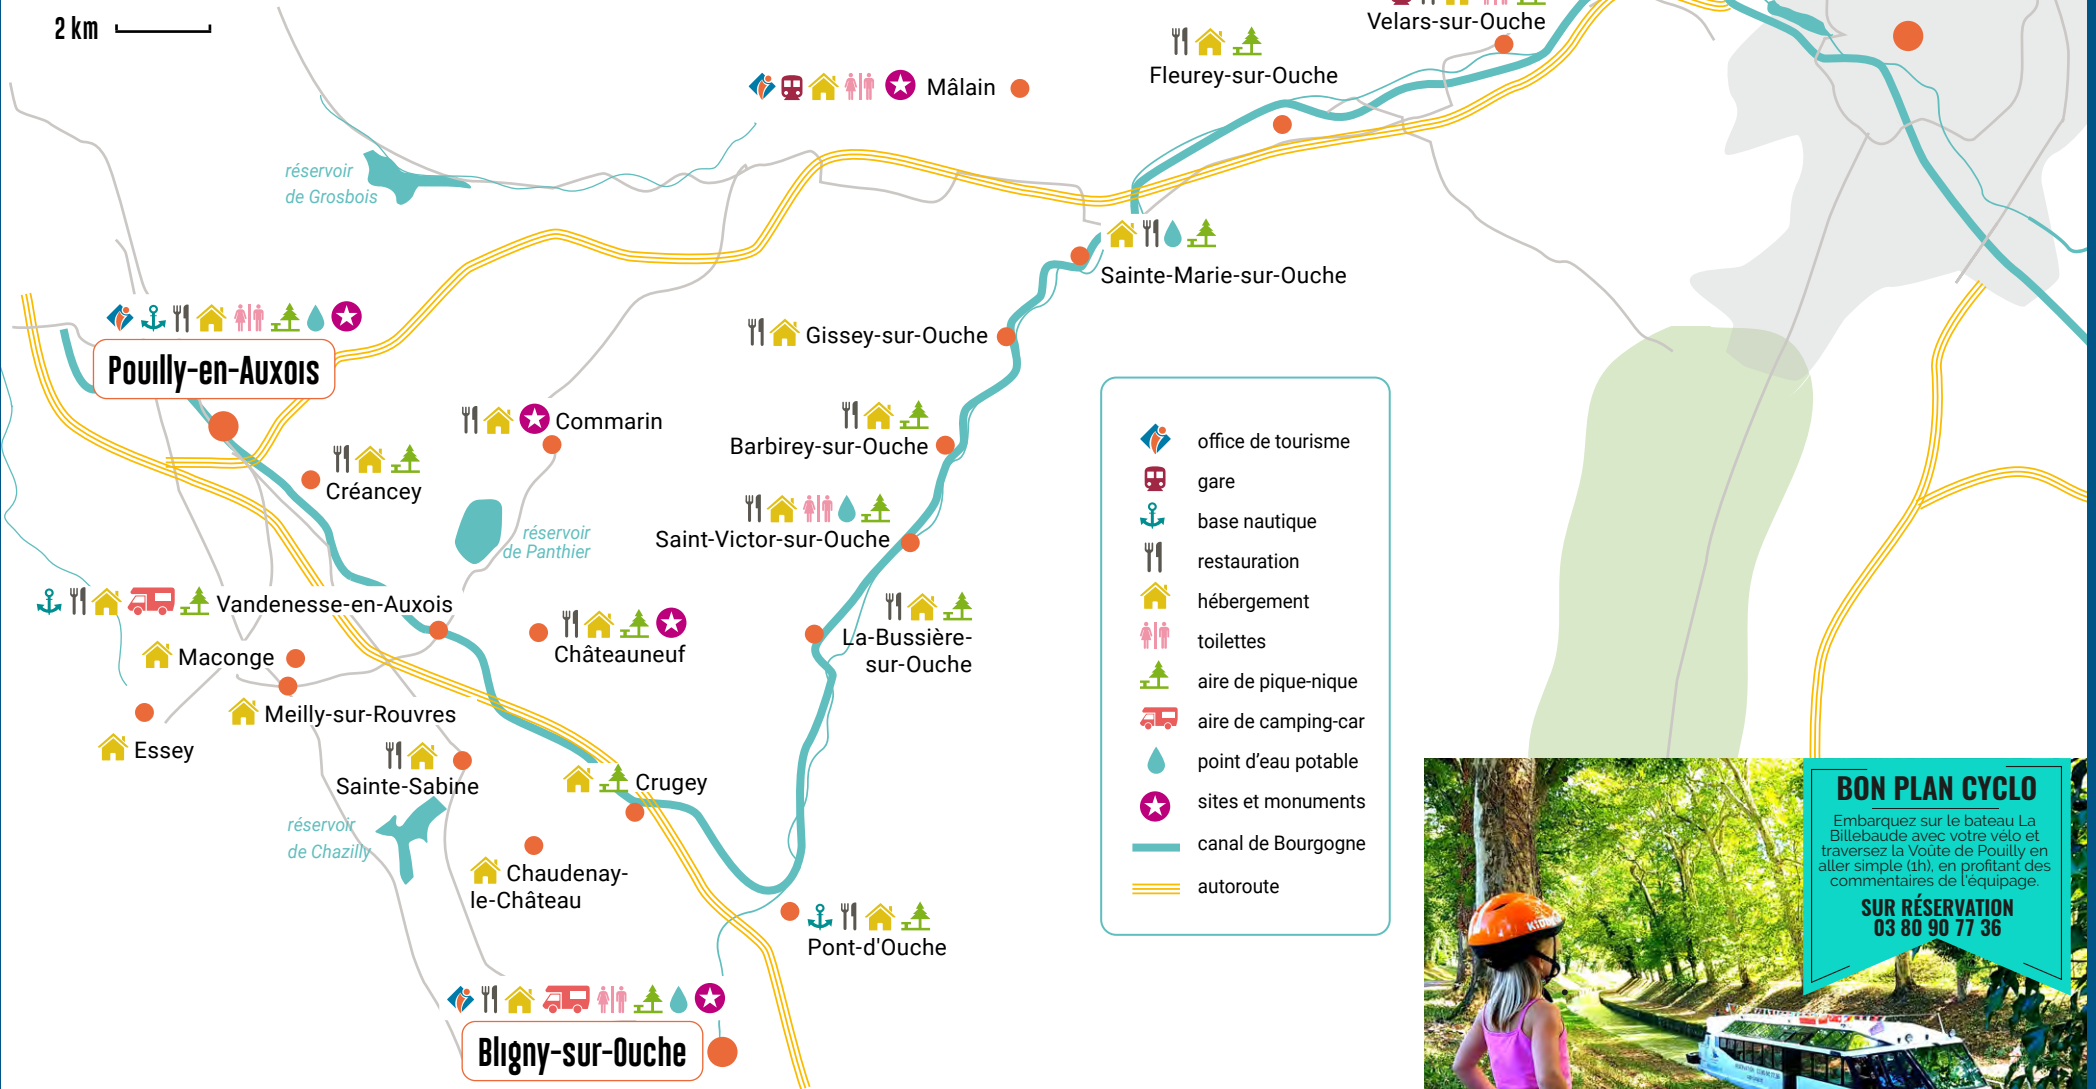 2 km
Velars-sur-Ouche
Fleurey-sur-Ouche
Mâlain
réservoir
de Grosbois
Sainte-Marie-sur-Ouche
Gissey-sur-Ouche
Pouilly-en-Auxois
Commarin
Barbirey-sur-Ouche
Créancey
réservoir
de Panthier
Saint-Victor-sur-Ouche
Vandenesse-en-Auxois
Châteauneuf
La-Bussière-
sur-Ouche
Maconge
Meilly-sur-Rouvres
Essey
Sainte-Sabine
Crugey
réservoir
de Chazilly
Chaudenay-
le-Château
Pont-d'Ouche
Bligny-sur-Ouche
office de tourisme
gare
base nautique
restauration
hébergement
toilettes
aire de pique-nique
aire de camping-car
point d'eau potable
sites et monuments
canal de Bourgogne
autoroute
BON PLAN CYCLO
Embarquez sur le bateau La
Billebaude avec votre vélo et
traversez la Voûte de Pouilly en
aller simple (1h), en profitant des
commentaires de l'équipage.
SUR RÉSERVATION
03 80 90 77 36